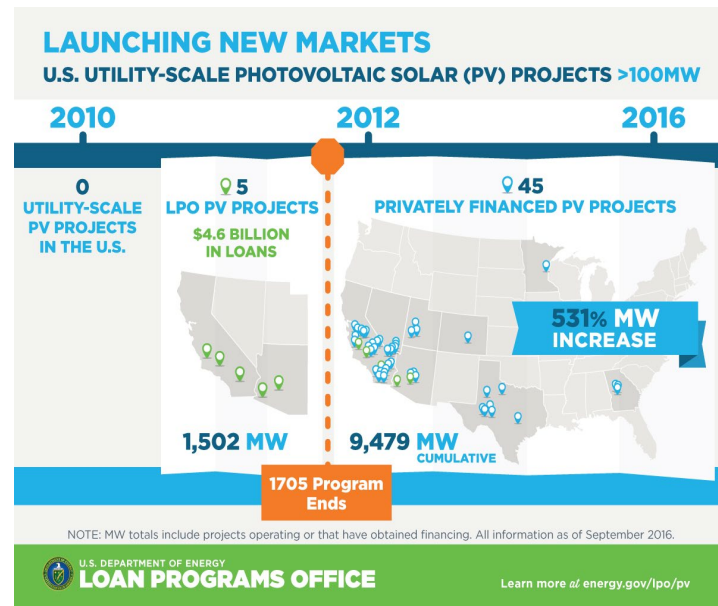 LAUNCHING NEW MARKETS
U.S. UTILITY-SCALE PHOTOVOLTAIC SOLAR (PV) PROJECTS >100MW
2010
2012
2016
0
UTILITY-SCALE
PV PROJECTS
IN THE U.S.
5
LPO PV PROJECTS
$4.6 BILLION
IN LOANS
1,502 MW
45
PRIVATELY FINANCED PV PROJECTS
531% MW
INCREASE
9,479 MW
CUMULATIVE
1705 Program
Ends
NOTE: MW totals include projects operating or that have obtained financing. All information as of September 2016.
U.S. DEPARTMENT OF ENERGY
LOAN PROGRAMS OFFICE
Learn more at energy.gov/lpo/pv